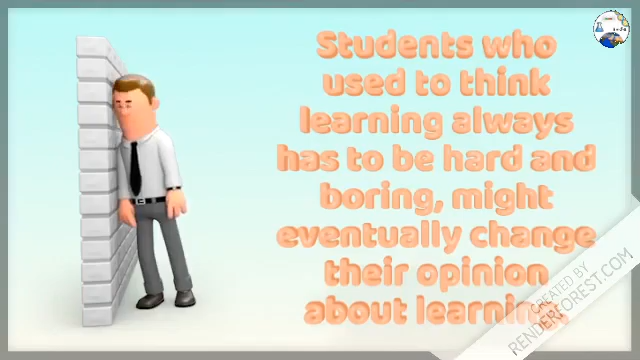 Students who
used to think
learning always
has to be hard and
boring, might
eventually change
their opinion
about learning
CREATED BY
RENDERFOREST.COM